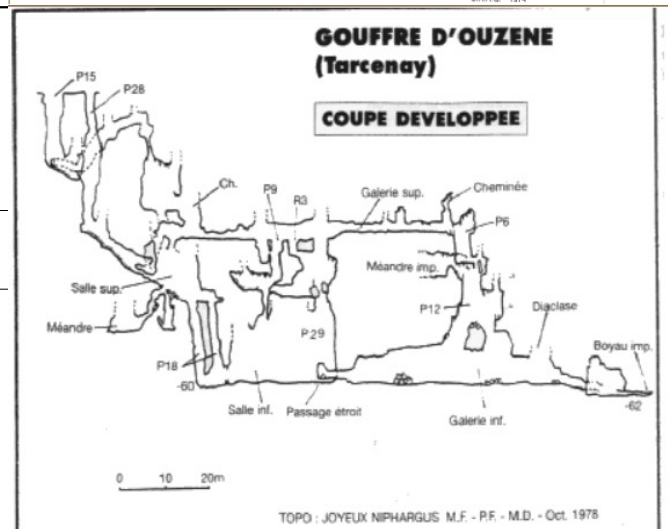 GOUFFRE D'OUZENE
(Tarcenay)
COUPE DEVELOPPEE
P15
P28
Ch.
P9
R3
Galerie sup.
Cheminée
P6
Méandre imp.
Salle sup.
Méandre
P12
Diaclase
P29
Boyau imp.
P18
-60
Salle inf.
Passage étroit
Galerie inf.
-62
0 10 20m
TOPO : JOYEUX NIPHARGUS M.F. - P.F. - M.D. - Oct. 1978